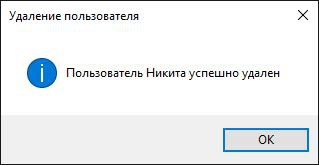 Удаление пользователя
Пользователь Никита успешно удален
OK